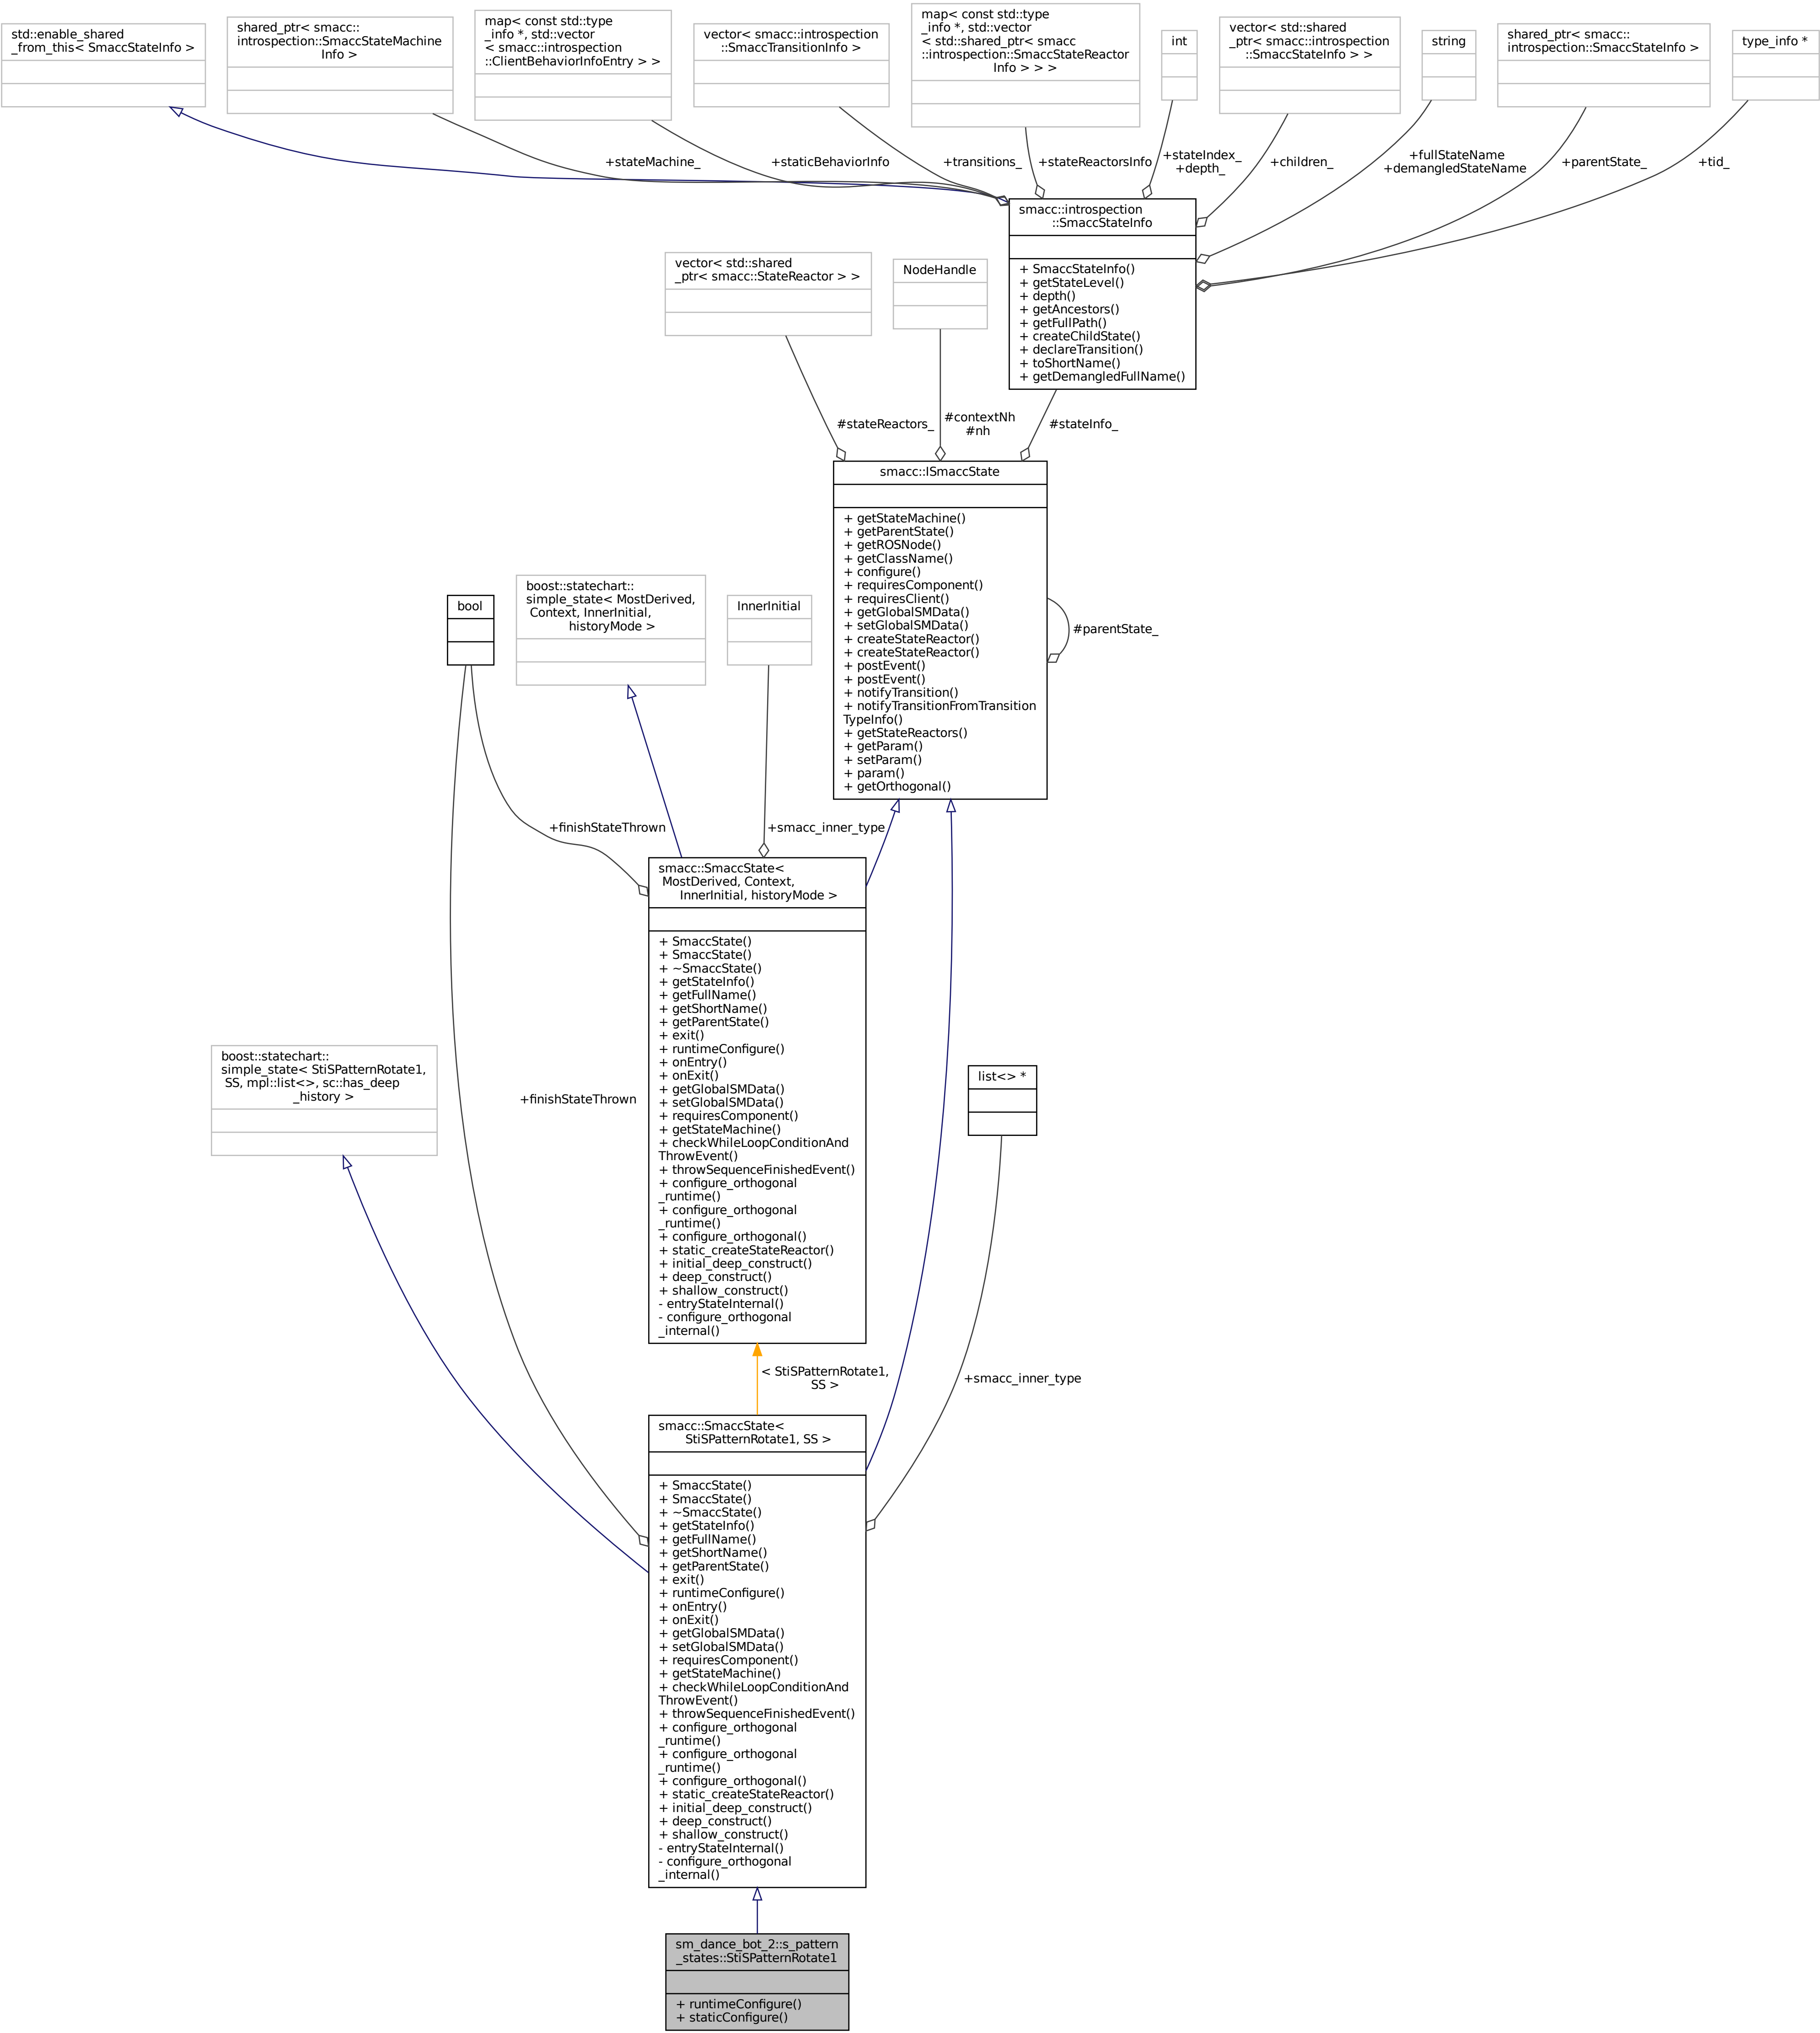 std::enable_shared
_from_this< SmaccStateInfo >
shared_ptr< smacc::
introspection::SmaccStateMachine
Info >
map< const std::type
_info *, std::vector
< smacc::introspection
::ClientBehaviorInfoEntry > >
vector< smacc::introspection
::SmaccTransitionInfo >
map< const std::type
_info *, std::vector
< std::shared_ptr< smacc
::introspection::SmaccStateReactor
Info > > >
int
vector< std::shared
_ptr< smacc::introspection
::SmaccStateInfo > >
string
shared_ptr< smacc::
introspection::SmaccStateInfo >
type_info *
+stateMachine_
+staticBehaviorInfo
+transitions_
+stateReactorsInfo
+stateIndex_
+depth_
+children_
+fullStateName
+demangledStateName
+parentState_
+tid_
smacc::introspection
::SmaccStateInfo
+ SmaccStateInfo()
+ getStateLevel()
+ depth()
+ getAncestors()
+ getFullPath()
+ createChildState()
+ declareTransition()
+ toShortName()
+ getDemangledFullName()
vector< std::shared
_ptr< smacc::StateReactor > >
NodeHandle
#stateReactors_
#contextNh
#nh
#stateInfo_
smacc::ISmaccState
+ getStateMachine()
+ getParentState()
+ getROSNode()
+ getClassName()
+ configure()
+ requiresComponent()
+ requiresClient()
+ getGlobalSMData()
+ setGlobalSMData()
+ createStateReactor()
+ createStateReactor()
+ postEvent()
+ postEvent()
+ notifyTransition()
+ notifyTransitionFromTransition
TypeInfo()
+ getStateReactors()
+ getParam()
+ setParam()
+ param()
+ getOrthogonal()
#parentState_
bool
boost::statechart::
simple_state< MostDerived,
Context, InnerInitial,
historyMode >
InnerInitial
+finishStateThrown
+smacc_inner_type
smacc::SmaccState<
MostDerived, Context,
InnerInitial, historyMode >
+ SmaccState()
+ SmaccState()
+ ~SmaccState()
+ getStateInfo()
+ getFullName()
+ getShortName()
+ getParentState()
+ exit()
+ runtimeConfigure()
+ onEntry()
+ onExit()
+ getGlobalSMData()
+ setGlobalSMData()
+ requiresComponent()
+ getStateMachine()
+ checkWhileLoopConditionAnd
ThrowEvent()
+ throwSequenceFinishedEvent()
+ configure_orthogonal
_runtime()
+ configure_orthogonal
_runtime()
+ configure_orthogonal()
+ static_createStateReactor()
+ initial_deep_construct()
+ deep_construct()
+ shallow_construct()
- entryStateInternal()
- configure_orthogonal
_internal()
boost::statechart::
simple_state< StiSPatternRotate1,
SS, mpl::list<>, sc::has_deep
_history >
+finishStateThrown
list<> *
< StiSPatternRotate1,
SS >
+smacc_inner_type
smacc::SmaccState<
StiSPatternRotate1, SS >
+ SmaccState()
+ SmaccState()
+ ~SmaccState()
+ getStateInfo()
+ getFullName()
+ getShortName()
+ getParentState()
+ exit()
+ runtimeConfigure()
+ onEntry()
+ onExit()
+ getGlobalSMData()
+ setGlobalSMData()
+ requiresComponent()
+ getStateMachine()
+ checkWhileLoopConditionAnd
ThrowEvent()
+ throwSequenceFinishedEvent()
+ configure_orthogonal
_runtime()
+ configure_orthogonal
_runtime()
+ configure_orthogonal()
+ static_createStateReactor()
+ initial_deep_construct()
+ deep_construct()
+ shallow_construct()
- entryStateInternal()
- configure_orthogonal
_internal()
sm_dance_bot_2::s_pattern
_states::StiSPatternRotate1
+ runtimeConfigure()
+ staticConfigure()